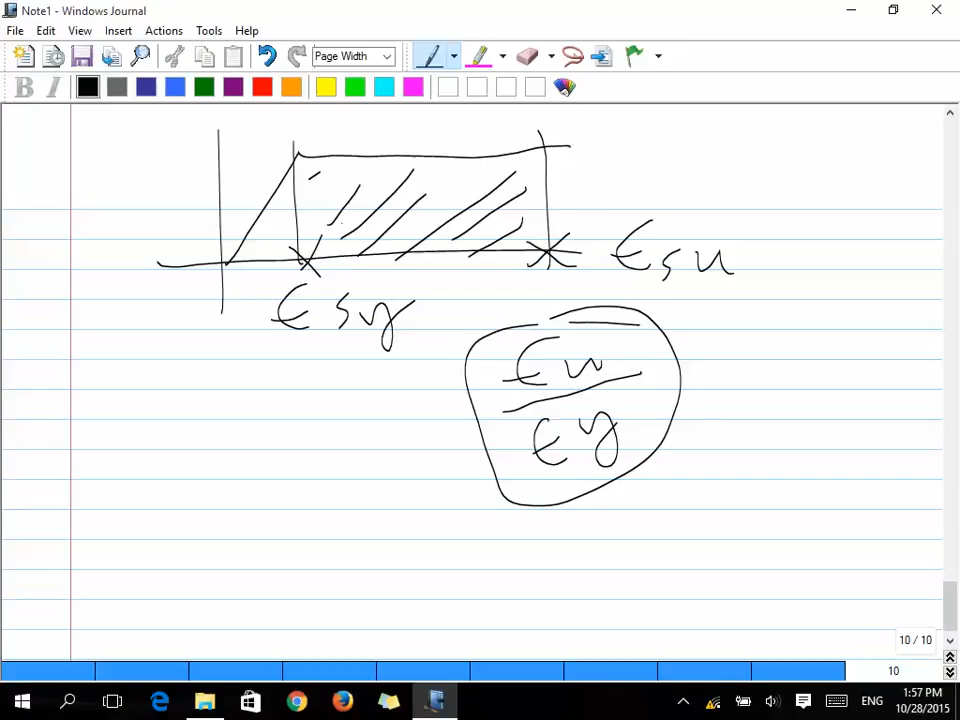 Note1 - Windows Journal
File Edit View Insert Actions Tools Help
Page Width
B I
ϵsu
ϵsy
ϵu
ϵy
10 / 10
10
ENG
1:57 PM
10/28/2015